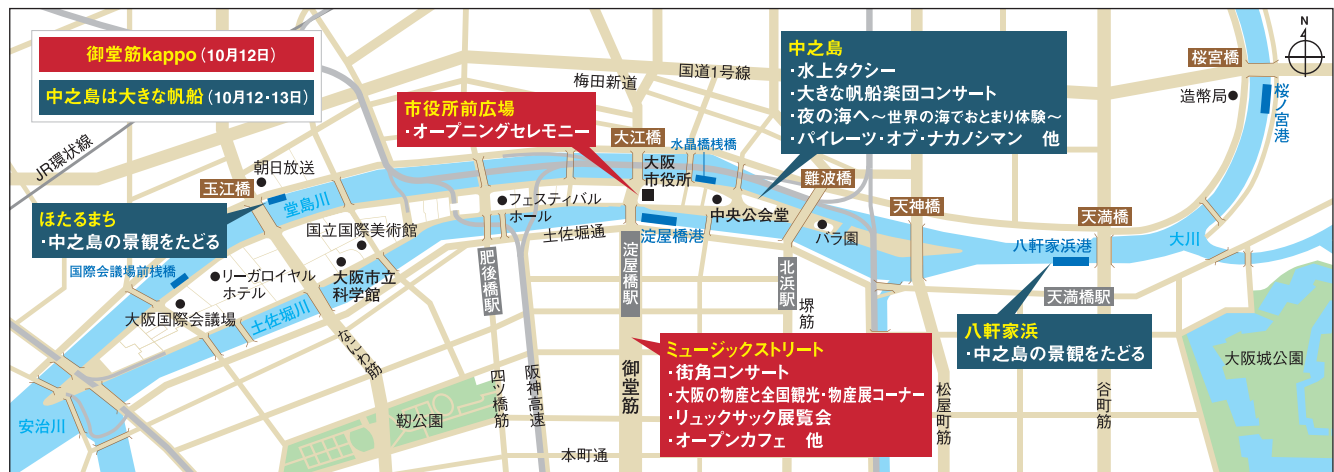 御堂筋kappo（10月12日）
中之島は大きな帆船（10月12・13日）
JR環状線
朝日放送
玉江橋
堂島川
ほたるまち
・中之島の景観をたどる
国際会議場前桟橋
リーガロイヤル
ホテル
大阪国際会議場
土佐堀川
安治川
国立国際美術館
大阪市立
科学館
なにわ筋
靭公園
フェスティバル
ホール
土佐堀通
肥後橋駅
四ツ橋筋
阪神高速
本町通
市役所前広場
・オープニングセレモニー
梅田新道
国道1号線
大江橋
大阪
市役所
水晶橋桟橋
中央公会堂
淀屋橋港
淀屋橋駅
御堂筋
中之島
・水上タクシー
・大きな帆船楽団コンサート
・夜の海へ～世界の海でおとまり体験～
・パイレーツ・オブ・ナカノシマン　他
難波橋
バラ園
北浜駅
堺筋
ミュージックストリート
・街角コンサート
・大阪の物産と全国観光・物産展コーナー
・リュックサック展覧会
・オープンカフェ　他
天神橋
松屋町筋
天満橋
八軒家浜港
天満橋駅
八軒家浜
・中之島の景観をたどる
谷町筋
大川
桜宮橋
造幣局
桜ノ宮港
大阪城公園
N